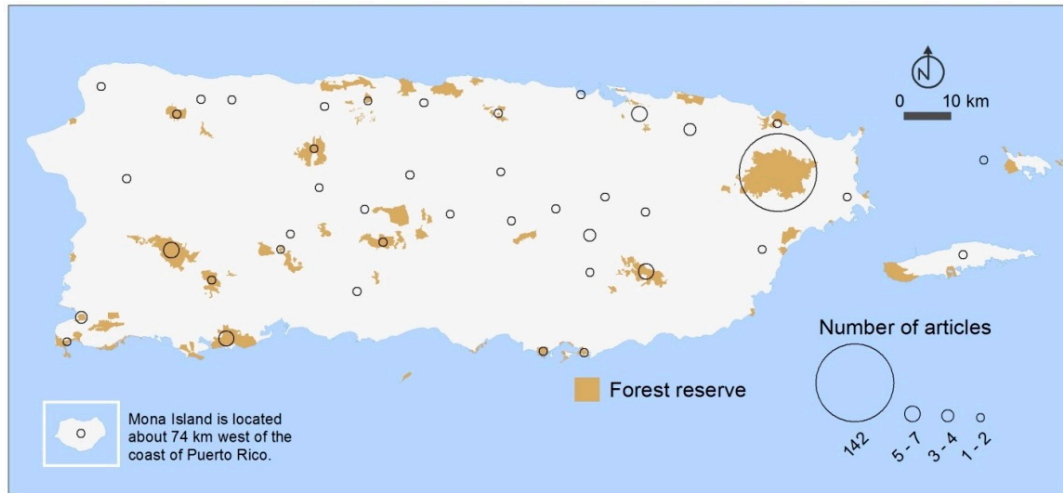 N
0 10 km
Number of articles
142
5 - 7
3 - 4
1 - 2
Forest reserve
Mona Island is located
about 74 km west of the
coast of Puerto Rico.